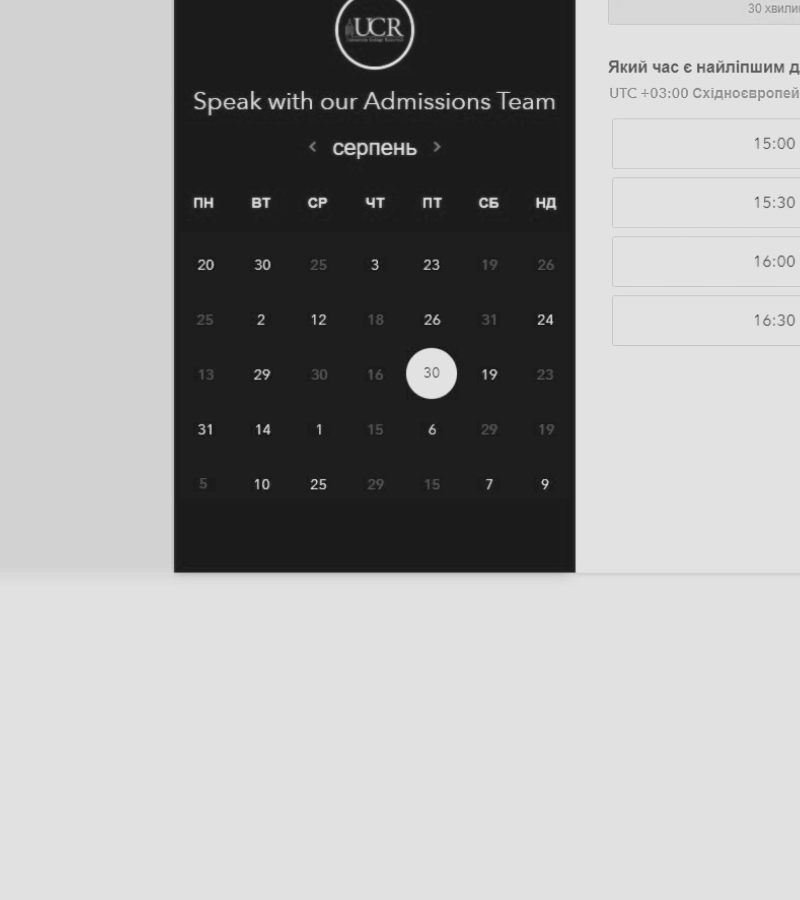 UCR
Speak with our Admissions Team
‹ серпень ›
ПН ВТ СР ЧТ ПТ СБ НД
20 30 25 3 23 19 26
25 2 12 18 26 31 24
13 29 30 16 30 19 23
31 14 1 15 6 29 19
5 10 25 29 15 7 9
30 хвилин
Який час є найліпшим д
UTC +03:00 Східноєвропей
15:00
15:30
16:00
16:30